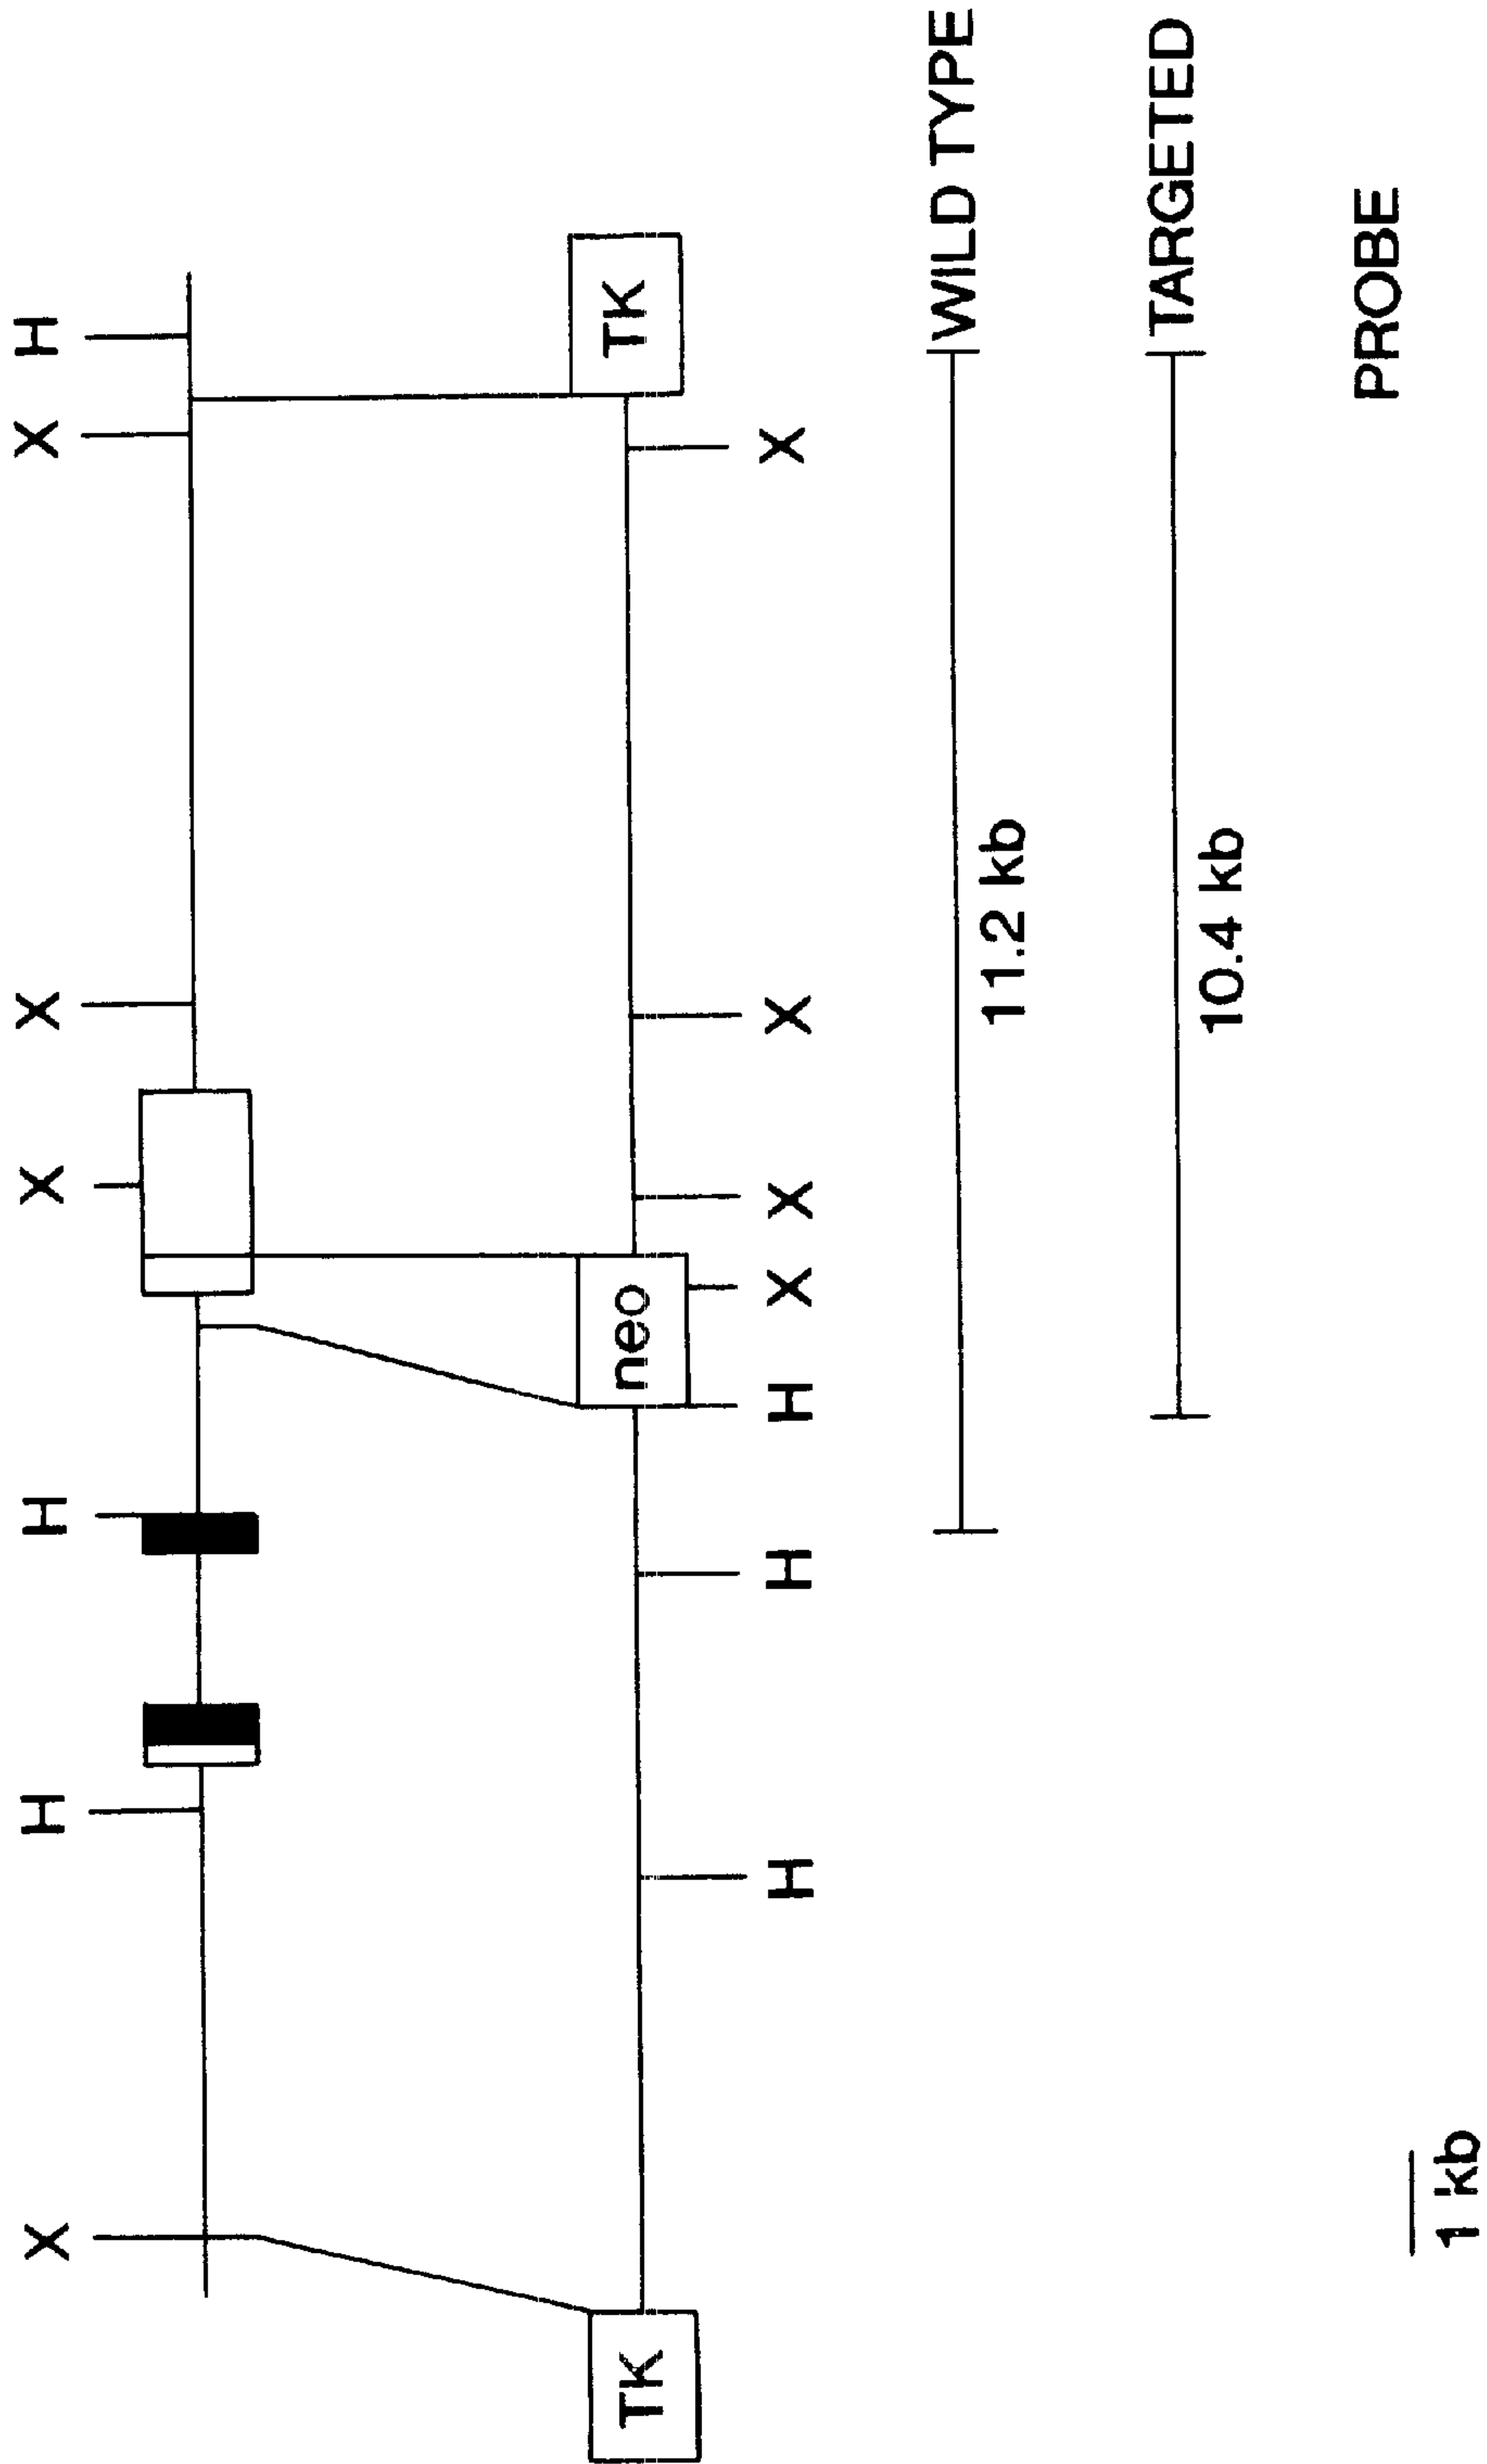 X H H X X X H
TK neo TK
H H H X X X X
WILD TYPE
11.2 kb
TARGETED
10.4 kb
PROBE
1 kb